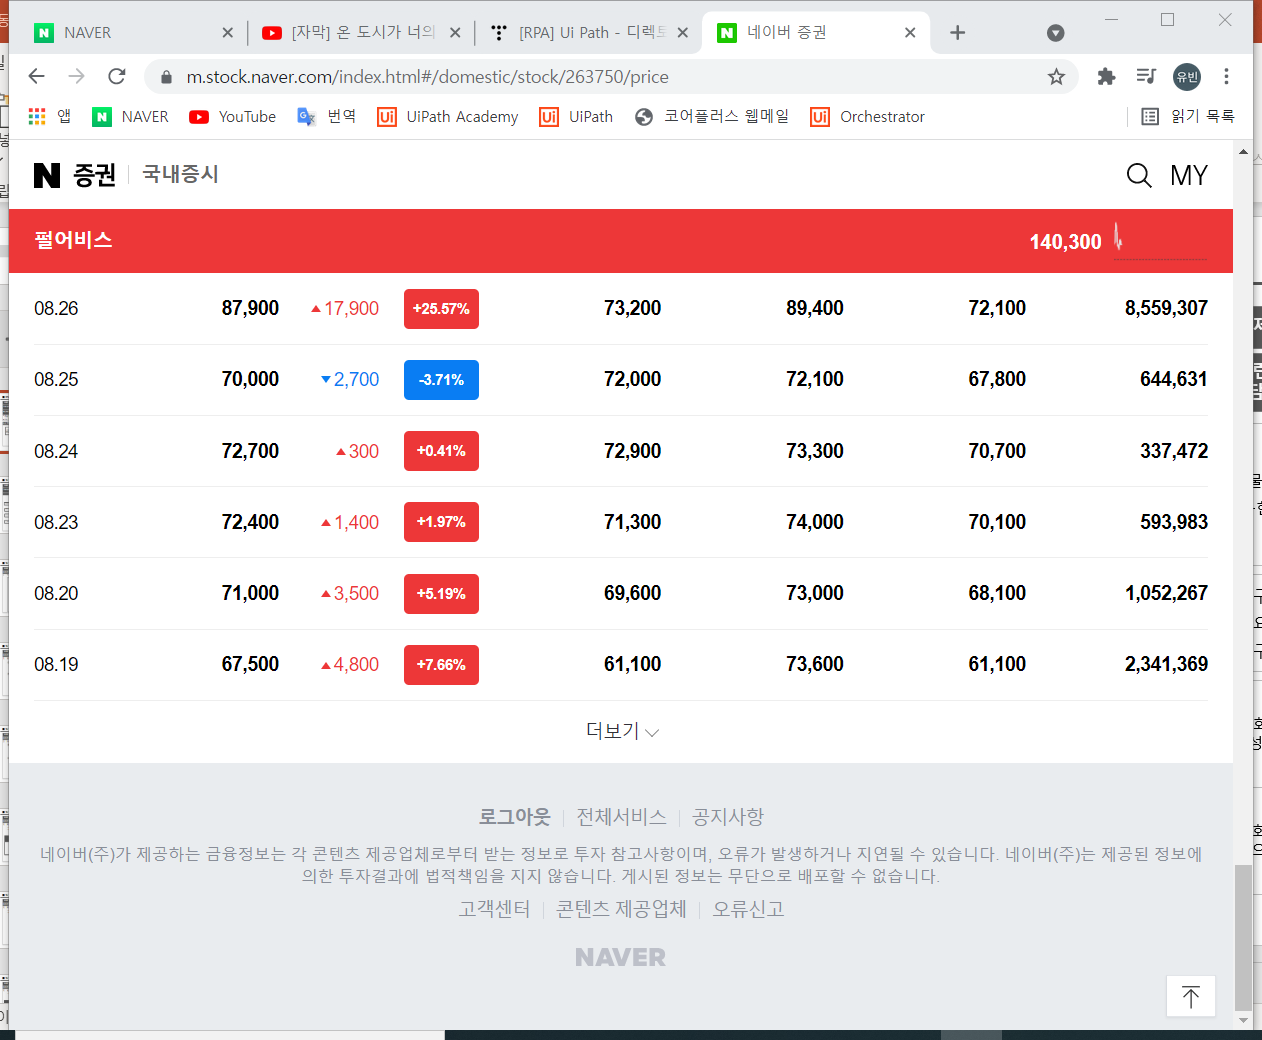 NAVER
[자막] 온 도시가 너의
[RPA] Ui Path - 디렉토
네이버 증권
m.stock.naver.com/index.html#/domestic/stock/263750/price
유빈
앱
NAVER
YouTube
번역
UiPath Academy
UiPath
코어플러스 웹메일
Orchestrator
읽기 목록
N 증권 국내증시 MY
펄어비스 140,300
08.26 87,900 ▲17,900 +25.57% 73,200 89,400 72,100 8,559,307
08.25 70,000 ▼2,700 -3.71% 72,000 72,100 67,800 644,631
08.24 72,700 ▲300 +0.41% 72,900 73,300 70,700 337,472
08.23 72,400 ▲1,400 +1.97% 71,300 74,000 70,100 593,983
08.20 71,000 ▲3,500 +5.19% 69,600 73,000 68,100 1,052,267
08.19 67,500 ▲4,800 +7.66% 61,100 73,600 61,100 2,341,369
더보기
로그아웃 전체서비스 공지사항
네이버(주)가 제공하는 금융정보는 각 콘텐츠 제공업체로부터 받는 정보로 투자 참고사항이며, 오류가 발생하거나 지연될 수 있습니다. 네이버(주)는 제공된 정보에
의한 투자결과에 법적책임을 지지 않습니다. 게시된 정보는 무단으로 배포할 수 없습니다.
고객센터 콘텐츠 제공업체 오류신고
NAVER